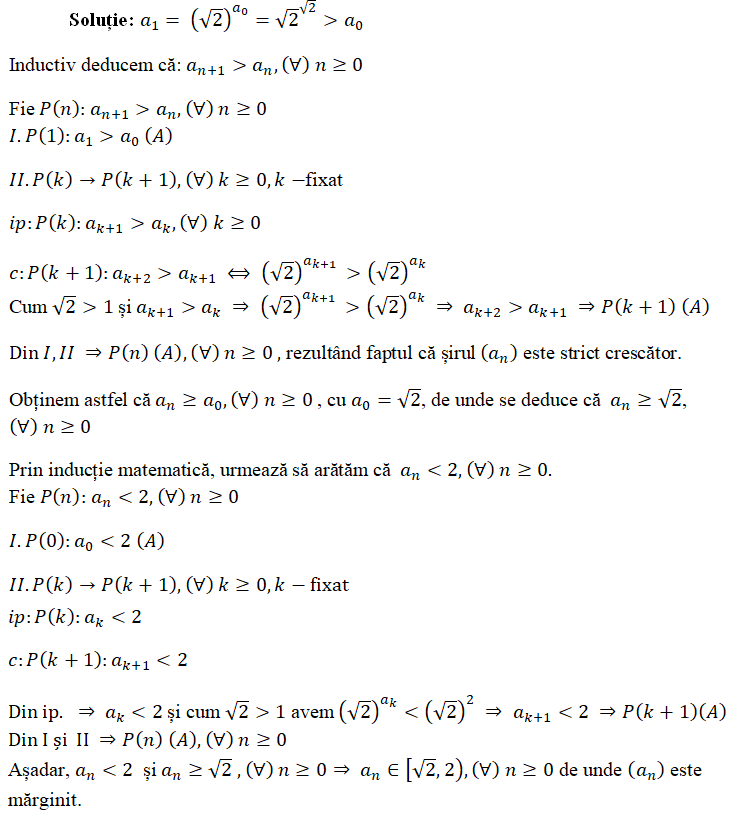 Soluție: a₁ = (√2)^{a₀} = √2^{√2} > a₀
Inductiv deducem că: aₙ₊₁ > aₙ, (∀) n ≥ 0
Fie P(n): aₙ₊₁ > aₙ, (∀) n ≥ 0
I. P(1): a₁ > a₀ (A)
II. P(k) → P(k + 1), (∀) k ≥ 0, k −fixat
ip: P(k): aₖ₊₁ > aₖ, (∀) k ≥ 0
c: P(k + 1): aₖ₊₂ > aₖ₊₁ ⟺ (√2)^{aₖ₊₁} > (√2)^{aₖ}
Cum √2 > 1 și aₖ₊₁ > aₖ ⇒ (√2)^{aₖ₊₁} > (√2)^{aₖ} ⇒ aₖ₊₂ > aₖ₊₁ ⇒ P(k + 1) (A)
Din I, II ⇒ P(n) (A), (∀) n ≥ 0 , rezultând faptul că șirul (aₙ) este strict crescător.
Obținem astfel că aₙ ≥ a₀, (∀) n ≥ 0 , cu a₀ = √2, de unde se deduce că aₙ ≥ √2,
(∀) n ≥ 0
Prin inducție matematică, urmează să arătăm că aₙ < 2, (∀) n ≥ 0.
Fie P(n): aₙ < 2, (∀) n ≥ 0
I. P(0): a₀ < 2 (A)
II. P(k) → P(k + 1), (∀) k ≥ 0, k − fixat
ip: P(k): aₖ < 2
c: P(k + 1): aₖ₊₁ < 2
Din ip. ⇒ aₖ < 2 și cum √2 > 1 avem (√2)^{aₖ} < (√2)² ⇒ aₖ₊₁ < 2 ⇒ P(k + 1)(A)
Din I și II ⇒ P(n) (A), (∀) n ≥ 0
Așadar, aₙ < 2 și aₙ ≥ √2 , (∀) n ≥ 0 ⇒ aₙ ∈ [√2, 2), (∀) n ≥ 0 de unde (aₙ) este
mărginit.